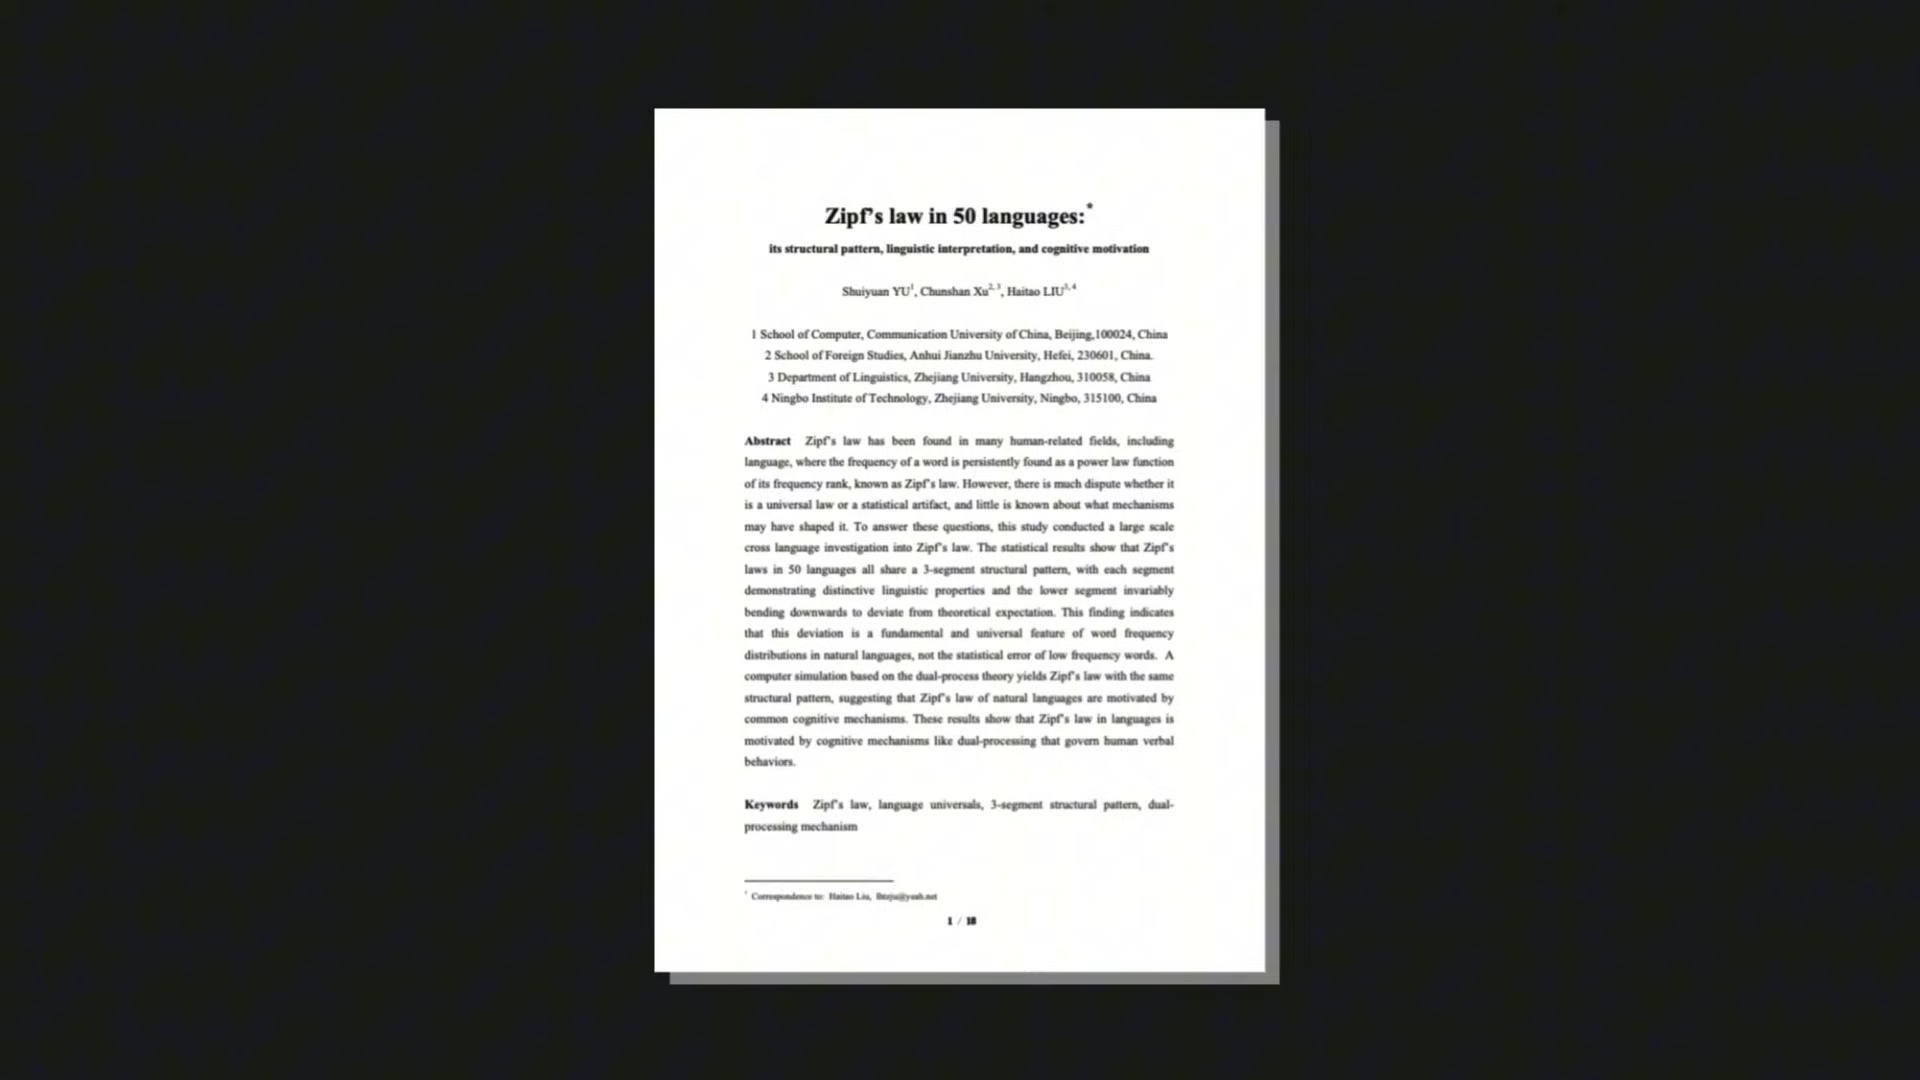 Zipf's law in 50 languages:*
its structural pattern, linguistic interpretation, and cognitive motivation
Shuiyuan YU1, Chunshan Xu2, 3, Haitao LIU3, 4
1 School of Computer, Communication University of China, Beijing,100024, China
2 School of Foreign Studies, Anhui Jianzhu University, Hefei, 230601, China.
3 Department of Linguistics, Zhejiang University, Hangzhou, 310058, China
4 Ningbo Institute of Technology, Zhejiang University, Ningbo, 315100, China
Abstract Zipf's law has been found in many human-related fields, including
language, where the frequency of a word is persistently found as a power law function
of its frequency rank, known as Zipf's law. However, there is much dispute whether it
is a universal law or a statistical artifact, and little is known about what mechanisms
may have shaped it. To answer these questions, this study conducted a large scale
cross language investigation into Zipf's law. The statistical results show that Zipf's
laws in 50 languages all share a 3-segment structural pattern, with each segment
demonstrating distinctive linguistic properties and the lower segment invariably
bending downwards to deviate from theoretical expectation. This finding indicates
that this deviation is a fundamental and universal feature of word frequency
distributions in natural languages, not the statistical error of low frequency words. A
computer simulation based on the dual-process theory yields Zipf's law with the same
structural pattern, suggesting that Zipf's law of natural languages are motivated by
common cognitive mechanisms. These results show that Zipf's law in languages is
motivated by cognitive mechanisms like dual-processing that govern human verbal
behaviors.
Keywords Zipf's law, language universals, 3-segment structural pattern, dual-
processing mechanism
* Correspondence to: Haitao Liu,
1 / 18